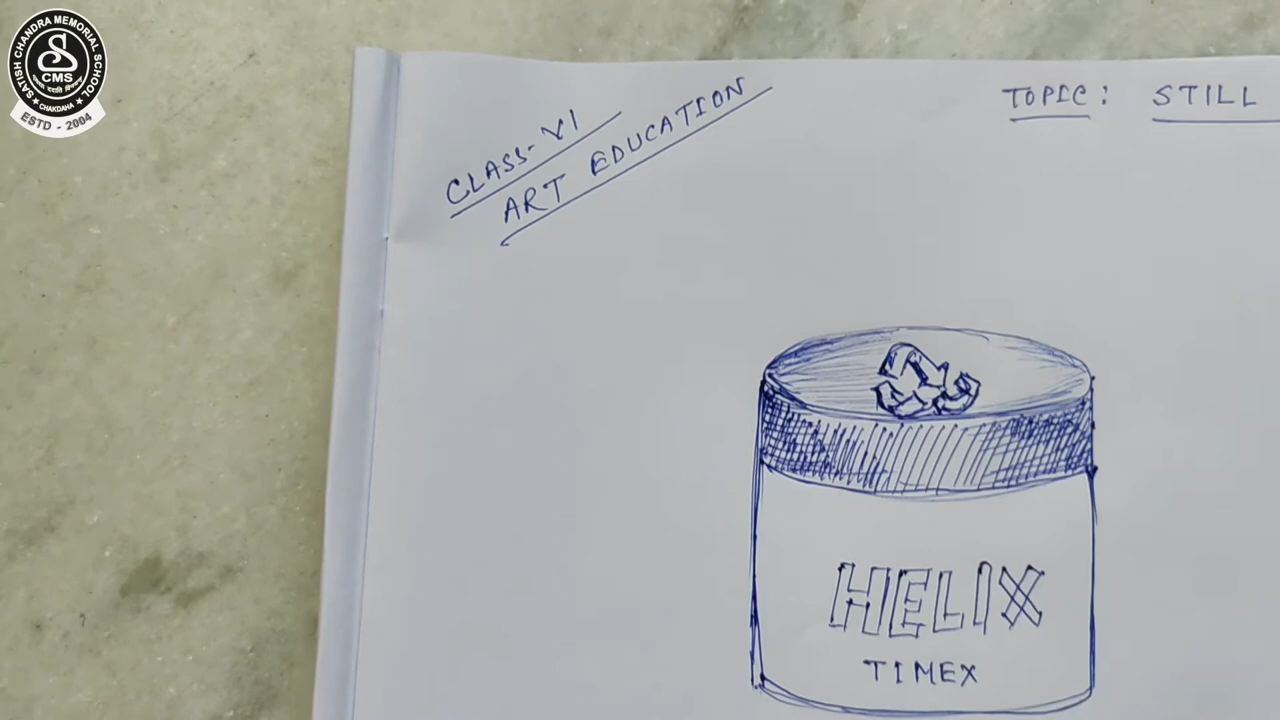 SATISH CHANDRA MEMORIAL SCHOOL
S
CMS
CHAKDAHA
ESTD - 2004
CLASS-VI
ART EDUCATION
TOPIC: STILL
HELIX
TIMEX